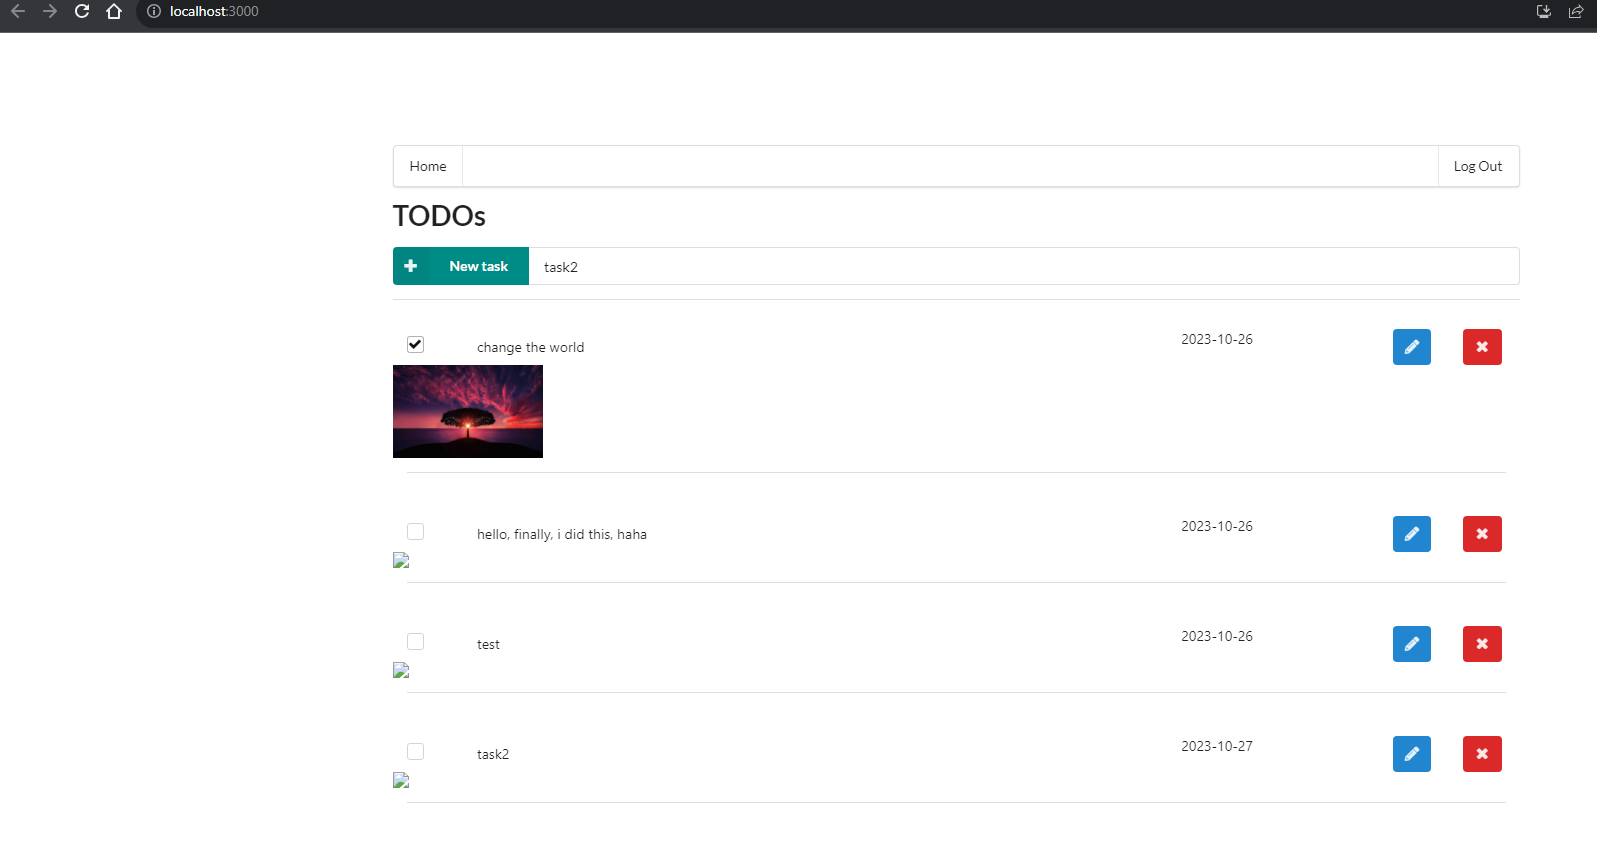 localhost:3000
Home
Log Out
TODOs
New task
task2
change the world
2023-10-26
hello, finally, i did this, haha
2023-10-26
test
2023-10-26
task2
2023-10-27